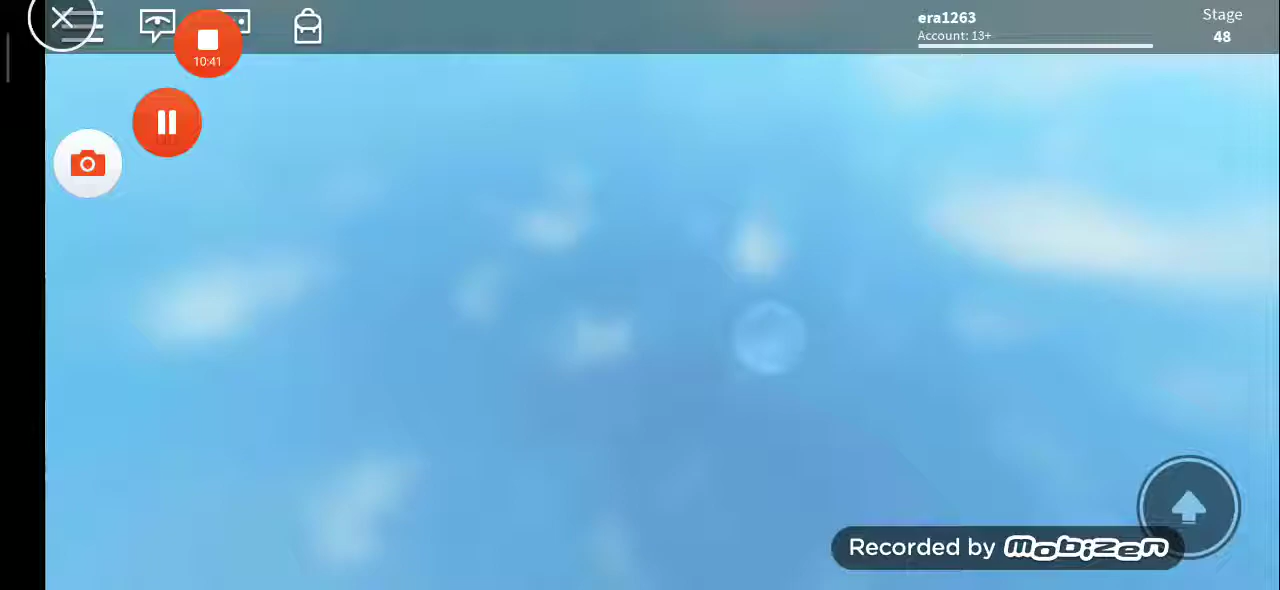 era1263
Account: 13+
Stage
48
10:41
Recorded by mobizen